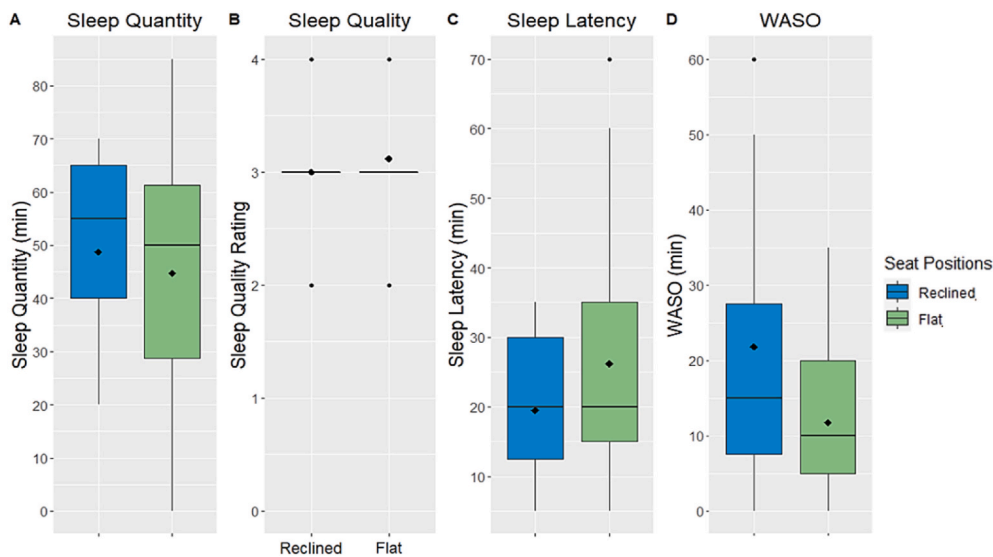 A Sleep Quantity
B Sleep Quality
C Sleep Latency
D WASO
Sleep Quantity (min)
80
70
60
50
40
30
20
10
0
Sleep Quality Rating
4
3
2
1
0
Reclined Flat
Sleep Latency (min)
70
60
50
40
30
20
10
WASO (min)
60
50
40
30
20
10
0
Seat Positions
Reclined
Flat